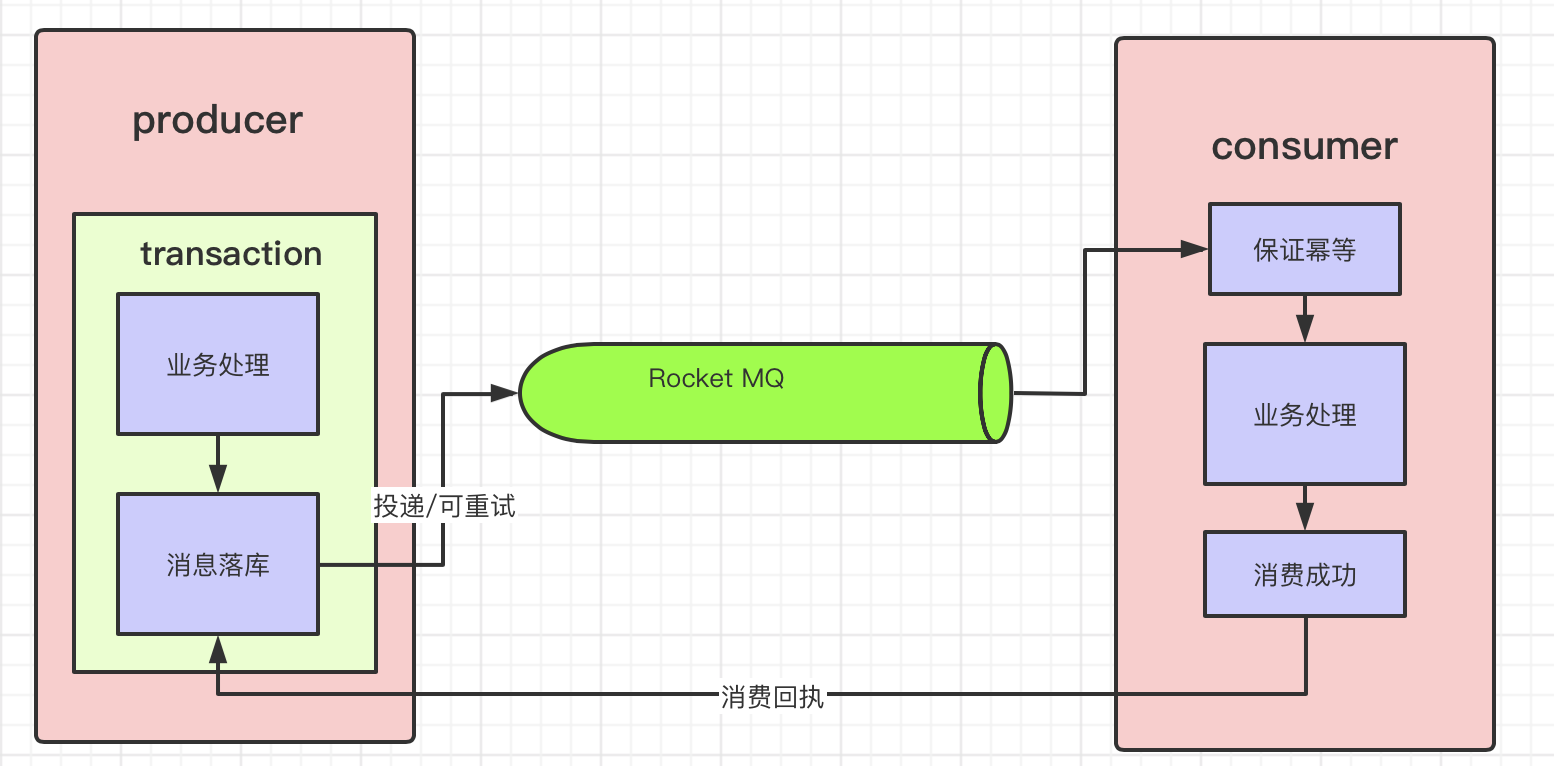 producer
transaction
业务处理
消息落库
投递/可重试
Rocket MQ
consumer
保证幂等
业务处理
消费成功
消费回执